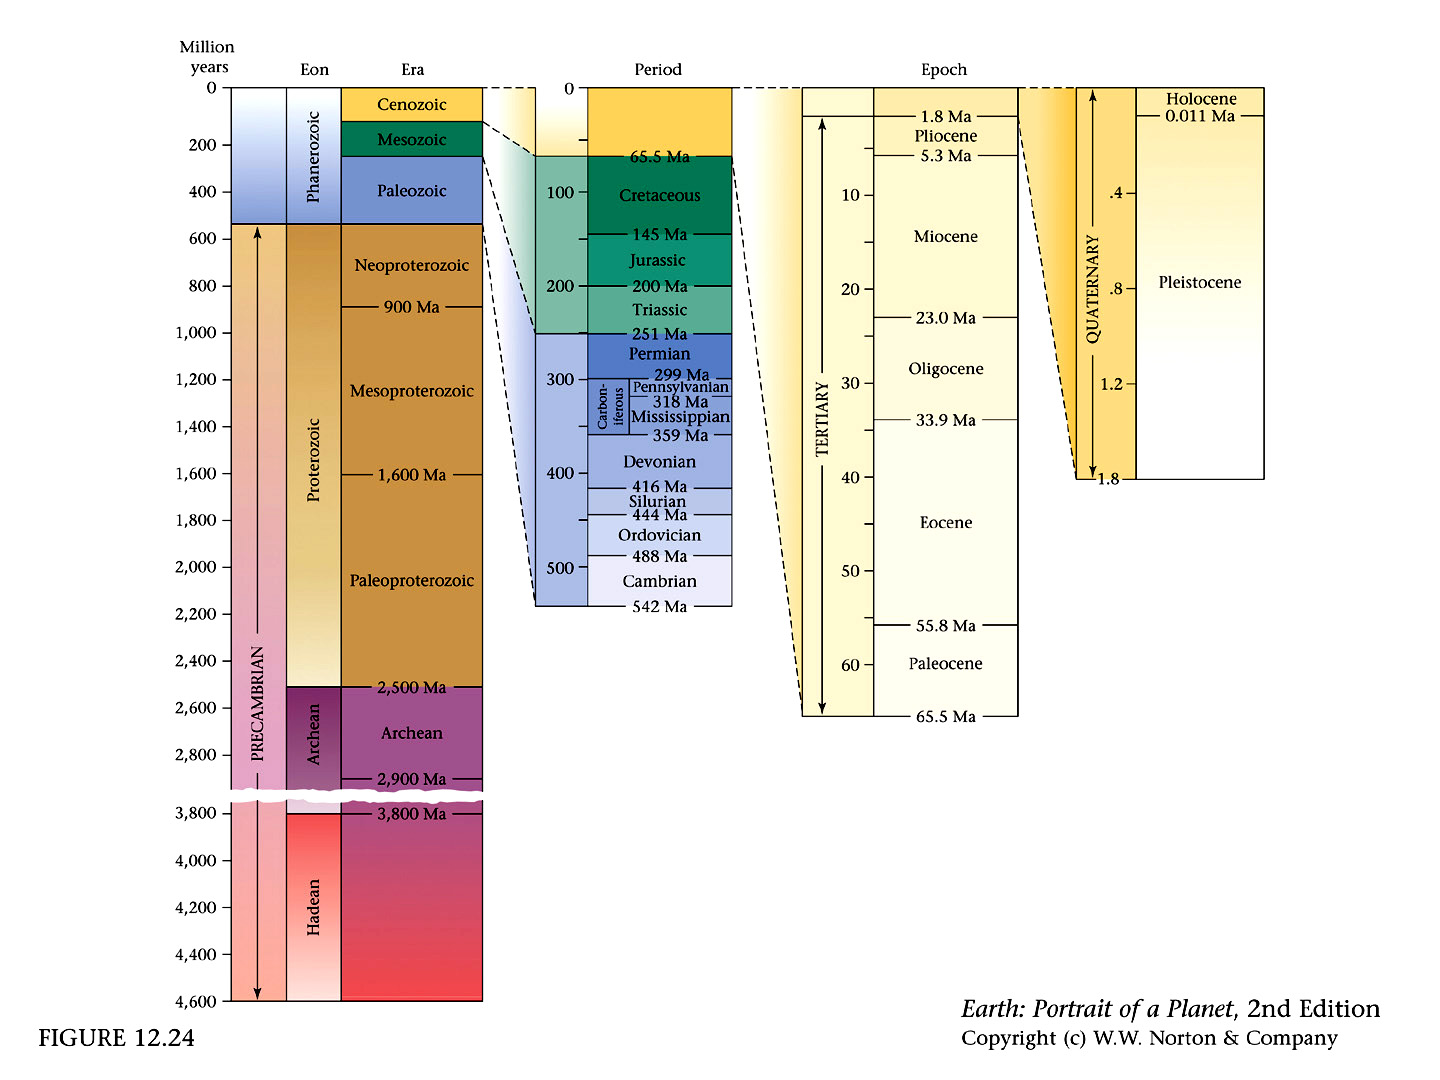 Million
years
Eon
Era
Period
Epoch
0
200
400
600
800
1,000
1,200
1,400
1,600
1,800
2,000
2,200
2,400
2,600
2,800
3,800
4,000
4,200
4,400
4,600
PRECAMBRIAN
Phanerozoic
Proterozoic
Archean
Hadean
Cenozoic
Mesozoic
Paleozoic
Neoproterozoic
900 Ma
Mesoproterozoic
1,600 Ma
Paleoproterozoic
2,500 Ma
Archean
2,900 Ma
3,800 Ma
0
100
200
300
400
500
65.5 Ma
Cretaceous
145 Ma
Jurassic
200 Ma
Triassic
251 Ma
Permian
299 Ma
Carbon-
iferous
Pennsylvanian
318 Ma
Mississippian
359 Ma
Devonian
416 Ma
Silurian
444 Ma
Ordovician
488 Ma
Cambrian
542 Ma
10
20
30
40
50
60
TERTIARY
1.8 Ma
Pliocene
5.3 Ma
Miocene
23.0 Ma
Oligocene
33.9 Ma
Eocene
55.8 Ma
Paleocene
65.5 Ma
QUATERNARY
.4
.8
1.2
1.8
Holocene
0.011 Ma
Pleistocene
FIGURE 12.24
Earth: Portrait of a Planet, 2nd Edition
Copyright (c) W.W. Norton & Company